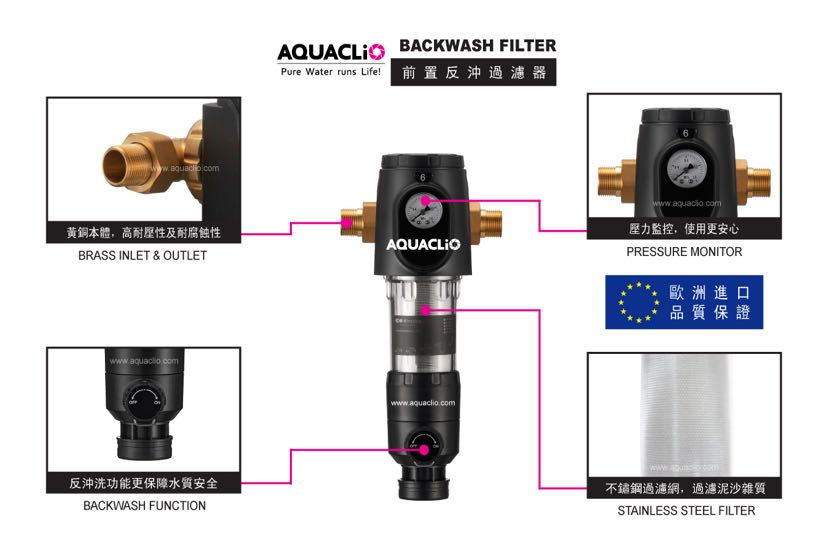 AQUACLiO
Pure Water runs Life!
BACKWASH FILTER
前置反沖過濾器
www.aquaclio.com
黃銅本體，高耐壓性及耐腐蝕性
BRASS INLET & OUTLET
6
www.aquaclio.com
壓力監控，使用更安心
PRESSURE MONITOR
6
AQUACLiO
www.aquaclio.com
OFF
ON
歐洲進口
品質保證
www.aquaclio.com
OFF
ON
反沖洗功能更保障水質安全
BACKWASH FUNCTION
www.aquaclio.com
不鏽鋼過濾網，過濾泥沙雜質
STAINLESS STEEL FILTER